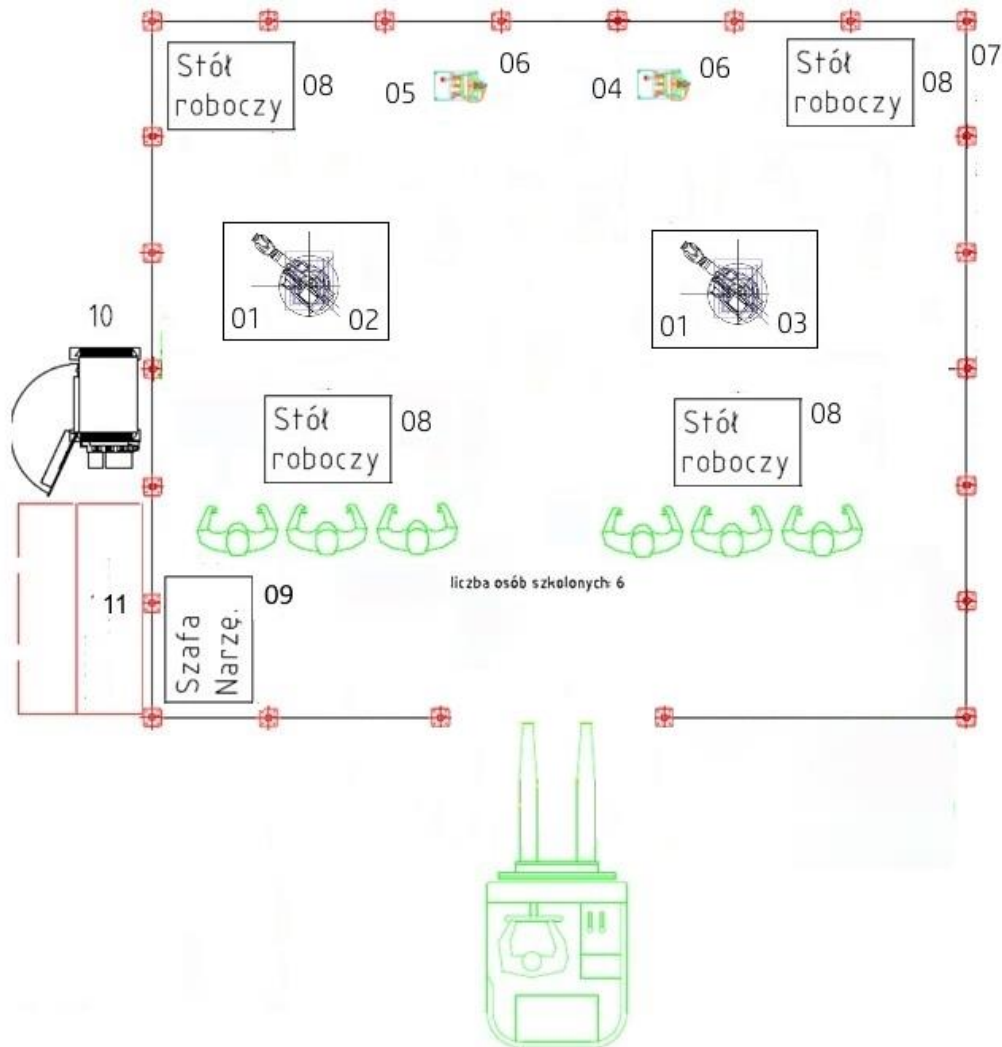 Stół
roboczy
08
05
06
04
06
Stół
roboczy
08
07
01
02
01
03
10
Stół
roboczy
08
Stół
roboczy
08
liczba osób szkolonych: 6
11
Szafa
Narzę.
09